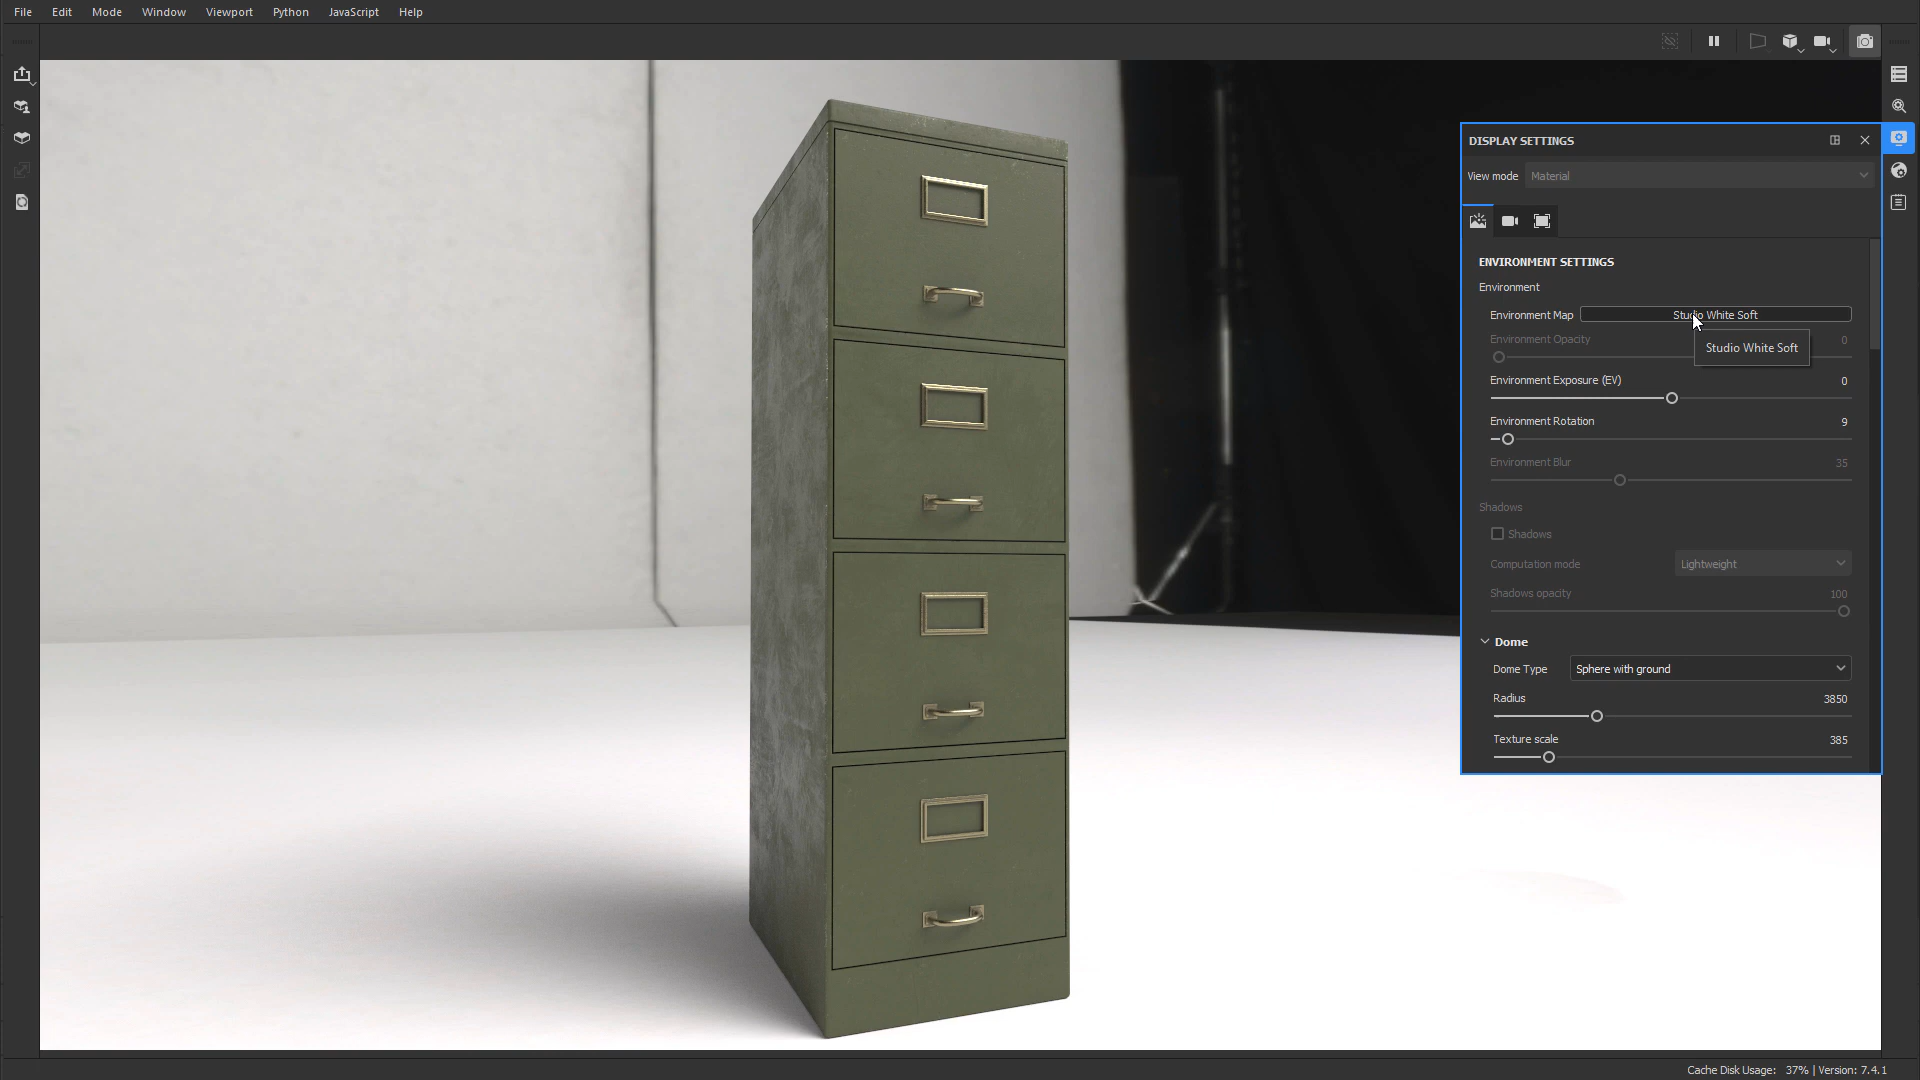 File Edit Mode Window Viewport Python JavaScript Help
DISPLAY SETTINGS
View mode Material
ENVIRONMENT SETTINGS
Environment
Environment Map Studio White Soft
Environment Opacity 0
Studio White Soft
Environment Exposure (EV) 0
Environment Rotation 9
Environment Blur 35
Shadows
Shadows
Computation mode Lightweight
Shadows opacity 100
Dome
Dome Type Sphere with ground
Radius 3850
Texture scale 385
Cache Disk Usage: 37% | Version: 7.4.1